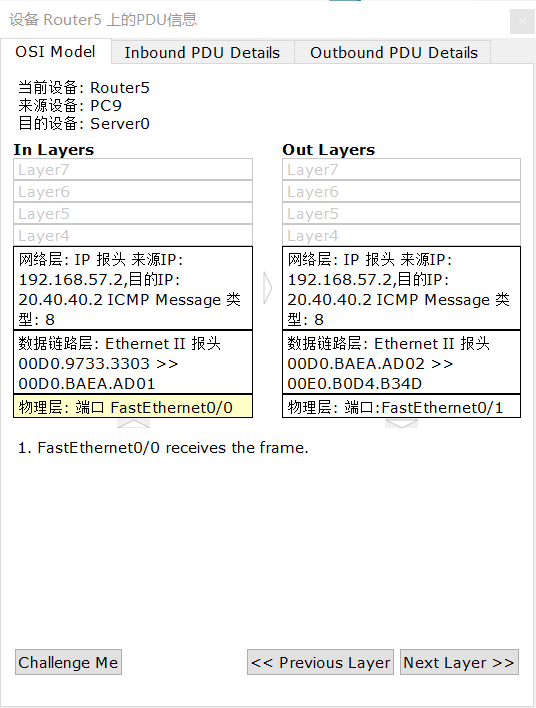 设备 Router5 上的PDU信息
OSI Model
Inbound PDU Details
Outbound PDU Details
当前设备: Router5
来源设备: PC9
目的设备: Server0
In Layers
Layer7
Layer6
Layer5
Layer4
网络层: IP 报头 来源IP:
192.168.57.2,目的IP:
20.40.40.2 ICMP Message 类
型: 8
数据链路层: Ethernet II 报头
00D0.9733.3303 >>
00D0.BAEA.AD01
物理层: 端口 FastEthernet0/0
Out Layers
Layer7
Layer6
Layer5
Layer4
网络层: IP 报头 来源IP:
192.168.57.2,目的IP:
20.40.40.2 ICMP Message 类
型: 8
数据链路层: Ethernet II 报头
00D0.BAEA.AD02 >>
00E0.B0D4.B34D
物理层: 端口:FastEthernet0/1
1. FastEthernet0/0 receives the frame.
Challenge Me
<< Previous Layer
Next Layer >>